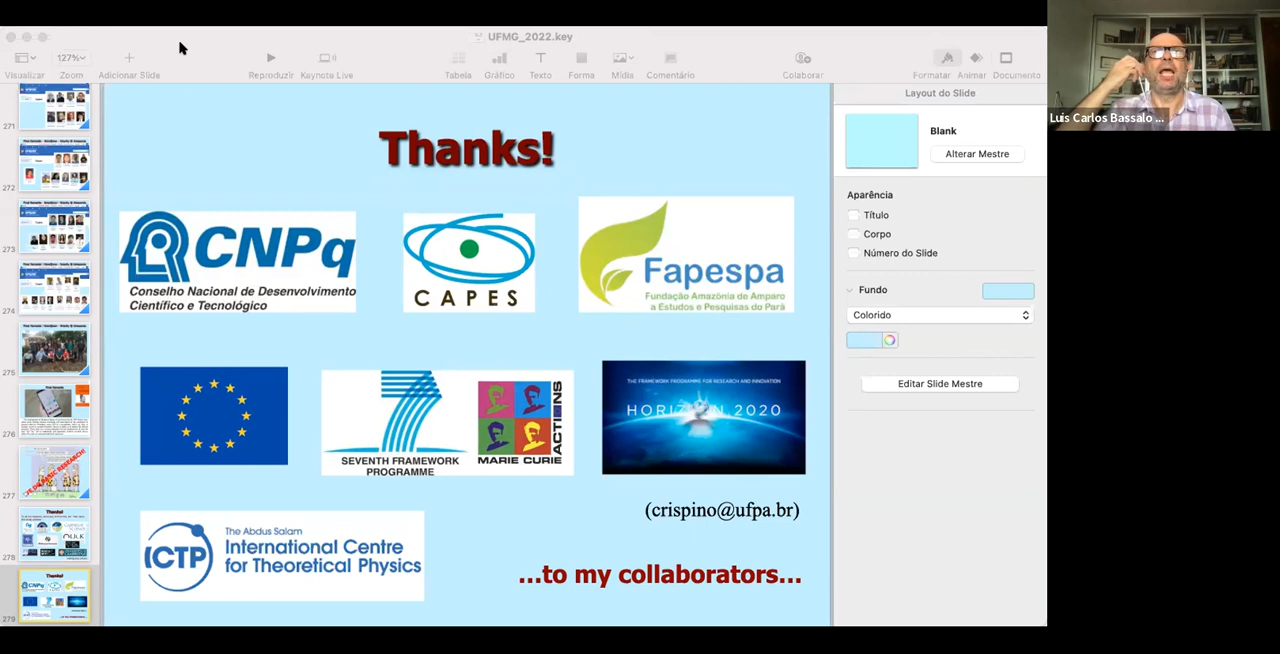 UFMG_2022.key
127%
Visualizar
Zoom
Adicionar Slide
Reproduzir
Keynote Live
Tabela
Gráfico
Texto
Forma
Mídia
Comentário
Colaborar
Formatar
Animar
Documento
Luis Carlos Bassalo ...
Layout do Slide
Blank
Alterar Mestre
Aparência
Título
Corpo
Número do Slide
Fundo
Colorido
Editar Slide Mestre
271
272
273
274
275
276
277
278
279
Thanks!
CNPq
Conselho Nacional de Desenvolvimento
Científico e Tecnológico
CAPES
Fapespa
Fundação Amazônia de Amparo
a Estudos e Pesquisas do Pará
7
SEVENTH FRAMEWORK
PROGRAMME
MARIE CURIE
ACTIONS
THE FRAMEWORK PROGRAMME FOR RESEARCH AND INNOVATION
HORIZON 2020
(crispino@ufpa.br)
ICTP
The Abdus Salam
International Centre
for Theoretical Physics
...to my collaborators...